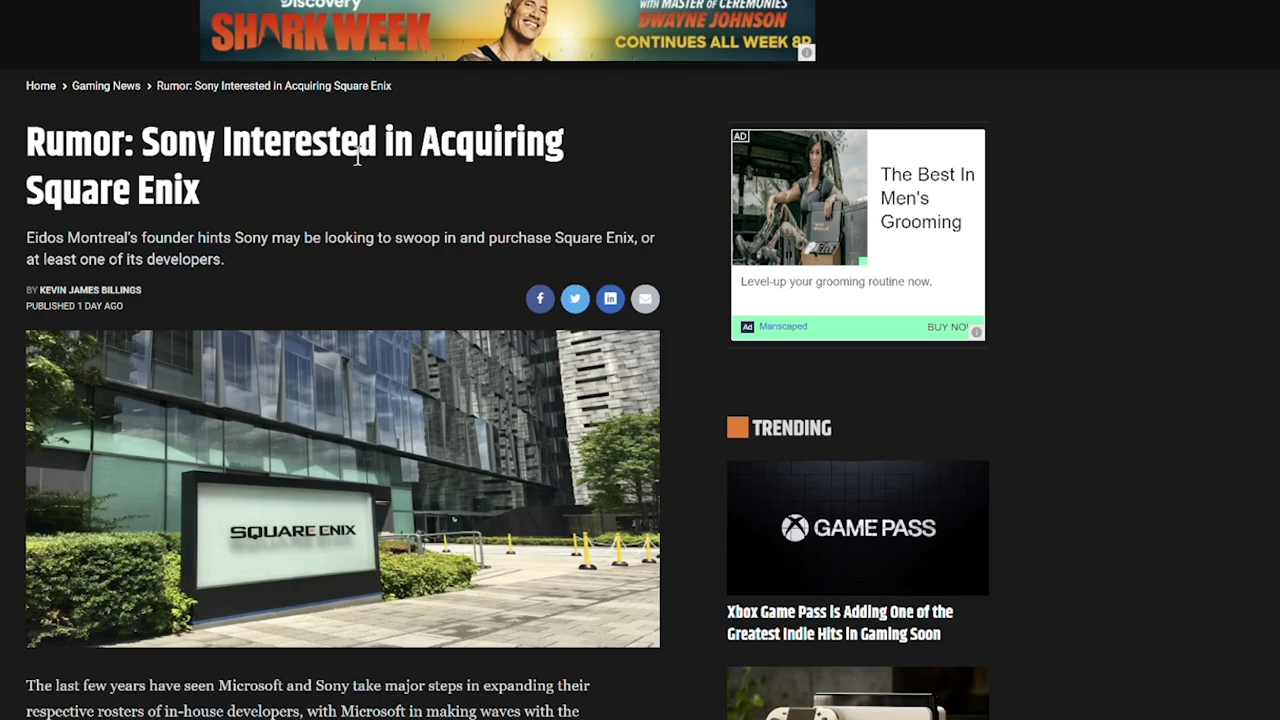 Discovery
SHARK WEEK
WITH MASTER OF CEREMONIES
DWAYNE JOHNSON
CONTINUES ALL WEEK 8P
Home > Gaming News > Rumor: Sony Interested in Acquiring Square Enix
Rumor: Sony Interested in Acquiring
Square Enix
Eidos Montreal's founder hints Sony may be looking to swoop in and purchase Square Enix, or
at least one of its developers.
BY KEVIN JAMES BILLINGS
PUBLISHED 1 DAY AGO
SQUARE ENIX
The last few years have seen Microsoft and Sony take major steps in expanding their
respective rosters of in-house developers, with Microsoft in making waves with the
AD
The Best In
Men's
Grooming
Level-up your grooming routine now.
Ad Manscaped
BUY NO
TRENDING
GAME PASS
Xbox Game Pass is Adding One of the
Greatest Indie Hits in Gaming Soon